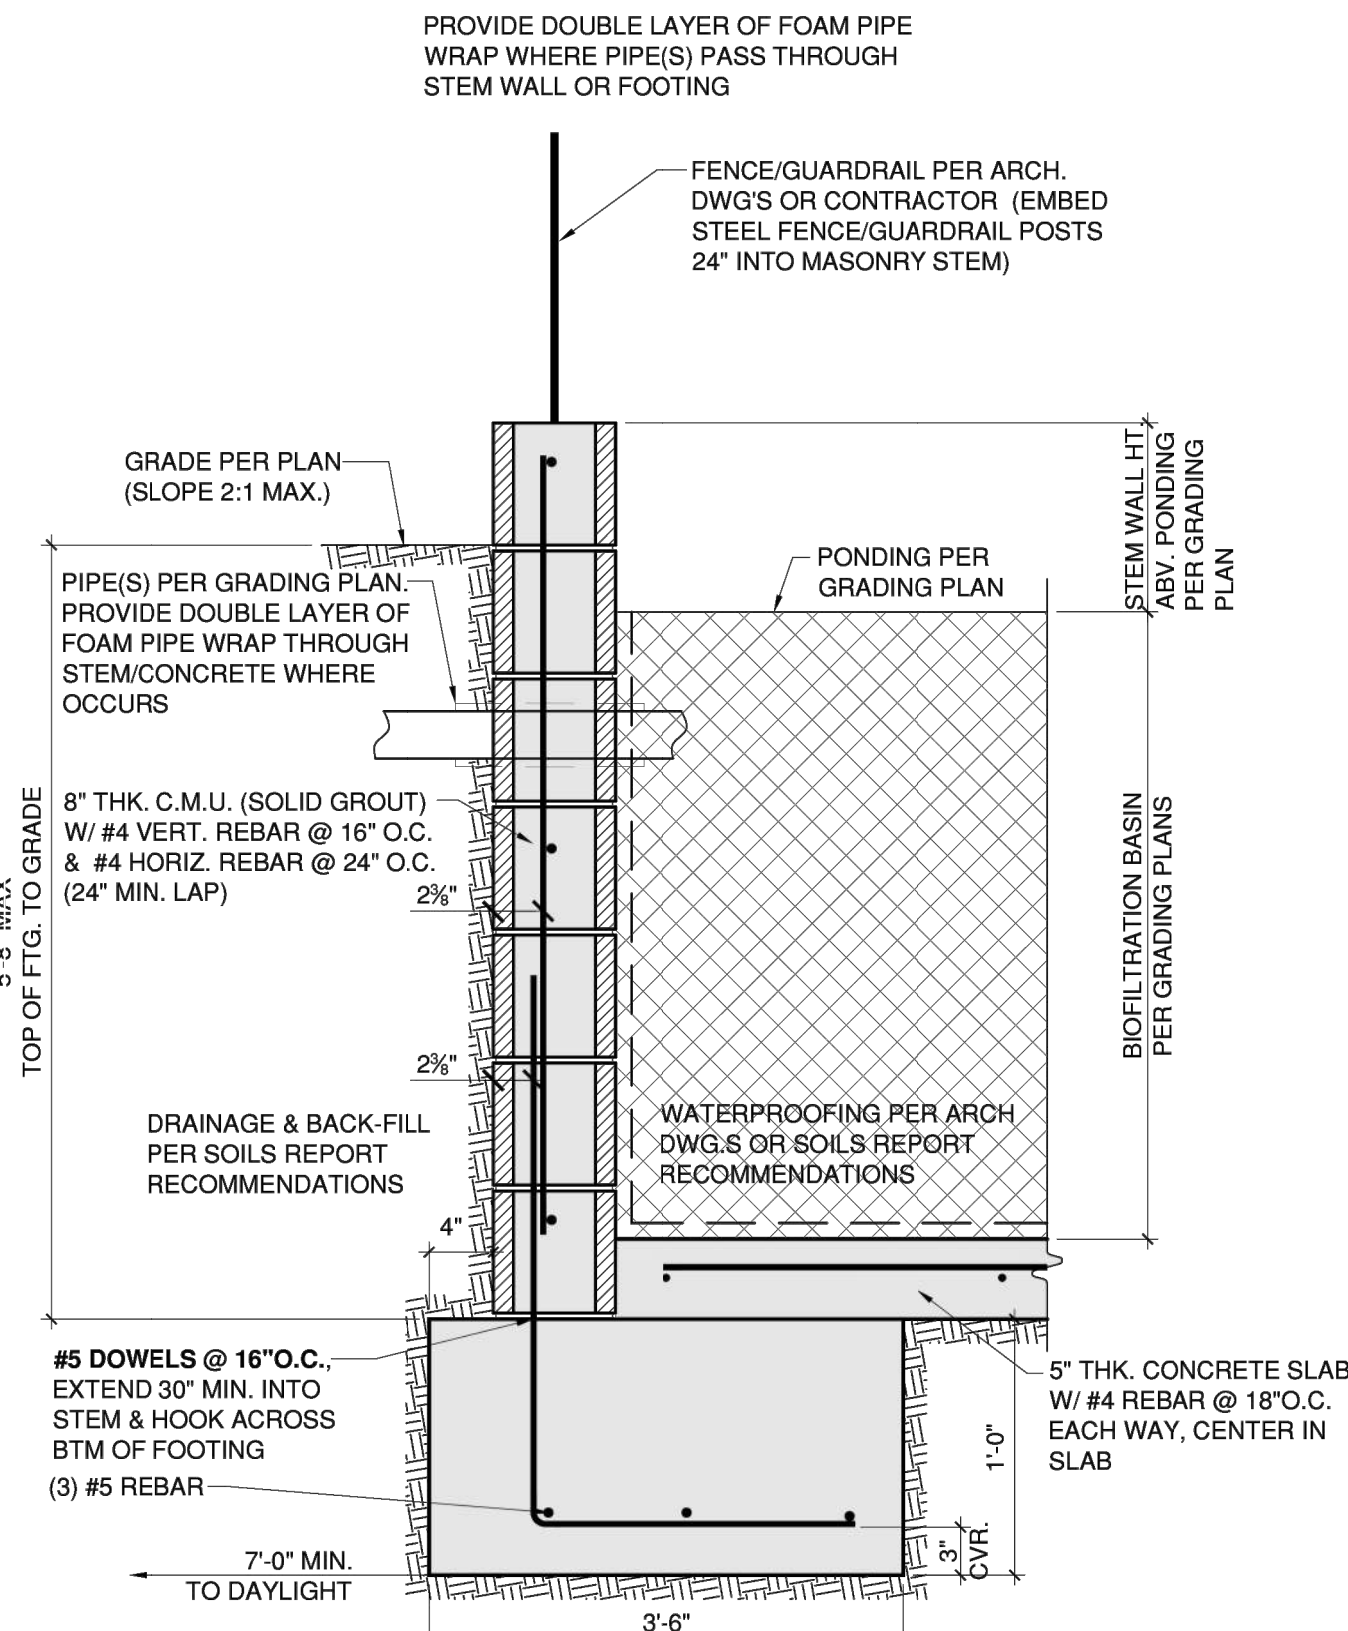 PROVIDE DOUBLE LAYER OF FOAM PIPE
WRAP WHERE PIPE(S) PASS THROUGH
STEM WALL OR FOOTING
FENCE/GUARDRAIL PER ARCH.
DWG'S OR CONTRACTOR (EMBED
STEEL FENCE/GUARDRAIL POSTS
24" INTO MASONRY STEM)
GRADE PER PLAN
(SLOPE 2:1 MAX.)
STEM WALL HT.
ABV. PONDING
PER GRADING
PLAN
PONDING PER
GRADING PLAN
PIPE(S) PER GRADING PLAN.
PROVIDE DOUBLE LAYER OF
FOAM PIPE WRAP THROUGH
STEM/CONCRETE WHERE
OCCURS
TOP OF FTG. TO GRADE
8" THK. C.M.U. (SOLID GROUT)
W/ #4 VERT. REBAR @ 16" O.C.
& #4 HORIZ. REBAR @ 24" O.C.
(24" MIN. LAP)
2⅜"
BIOFILTRATION BASIN
PER GRADING PLANS
2⅜"
DRAINAGE & BACK-FILL
PER SOILS REPORT
RECOMMENDATIONS
WATERPROOFING PER ARCH
DWG.S OR SOILS REPORT
RECOMMENDATIONS
4"
#5 DOWELS @ 16"O.C.,
EXTEND 30" MIN. INTO
STEM & HOOK ACROSS
BTM OF FOOTING
(3) #5 REBAR
5" THK. CONCRETE SLAB
W/ #4 REBAR @ 18"O.C.
EACH WAY, CENTER IN
SLAB
1'-0"
3"
CVR.
7'-0" MIN.
TO DAYLIGHT
3'-6"